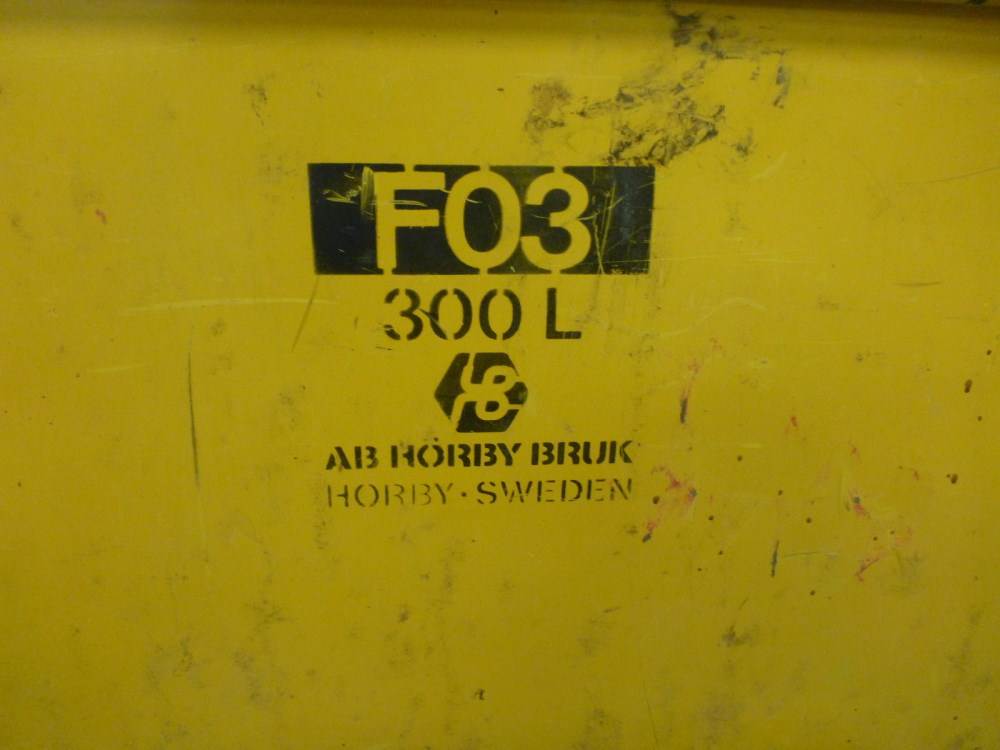 F03
300 L
AB HÖRBY BRUK
HÖRBY · SWEDEN